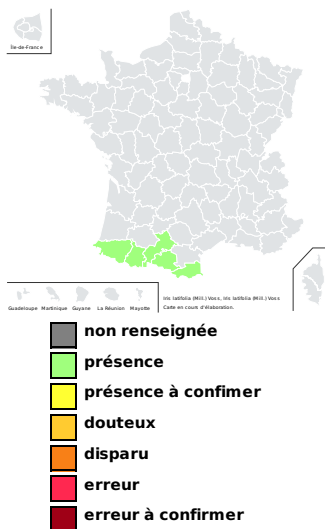 Île-de-France
Guadeloupe Martinique Guyane La Réunion Mayotte
Iris latifolia (Mill.) Voss, Iris latifolia (Mill.) Voss
Carte en cours d'élaboration.
non renseignée
présence
présence à confimer
douteux
disparu
erreur
erreur à confirmer